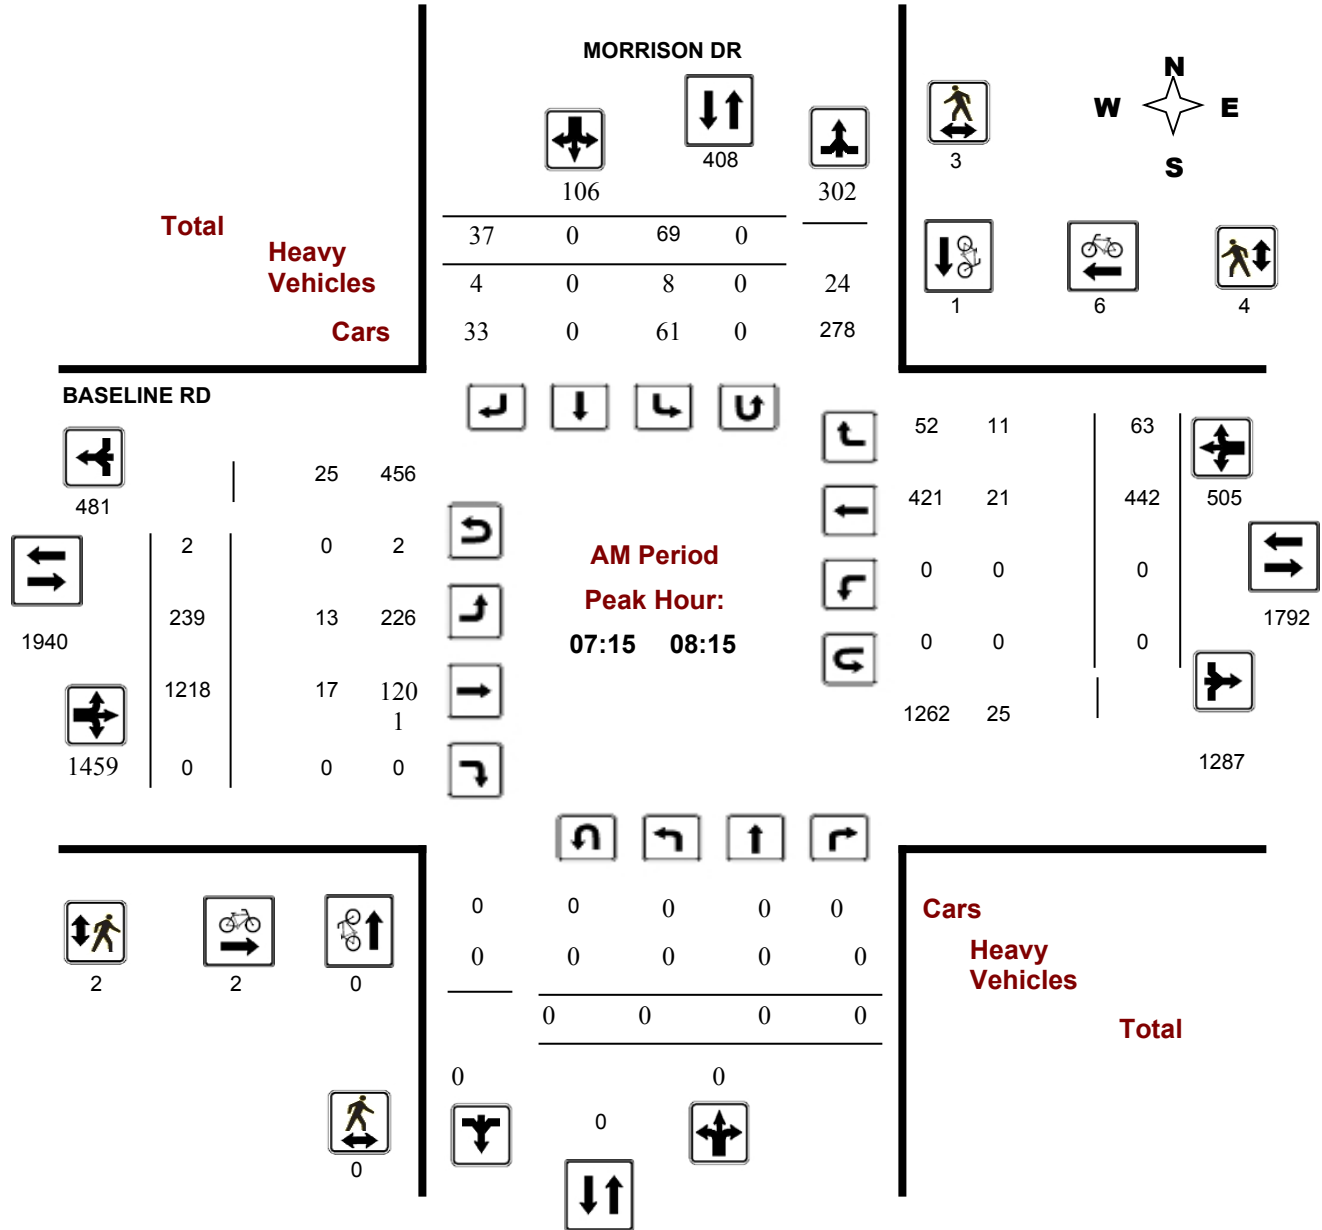 MORRISON DR
N
W E
S
408
3
106 302
Total
37 0 69 0
Heavy
Vehicles
4 0 8 0 24
1 6 4
Cars
33 0 61 0 278
BASELINE RD
52 11 63
25 456
481
421 21 442 505
2 0 2
AM Period
0 0 0
Peak Hour:
239 13 226
1940
07:15 08:15
0 0 0
1792
1218 17 120
1
1262 25
1459 0 0 0
1287
0 0 0 0 0
Cars
0 0 0 0 0
Heavy
Vehicles
2 2 0
0 0 0 0
Total
0 0
0
0